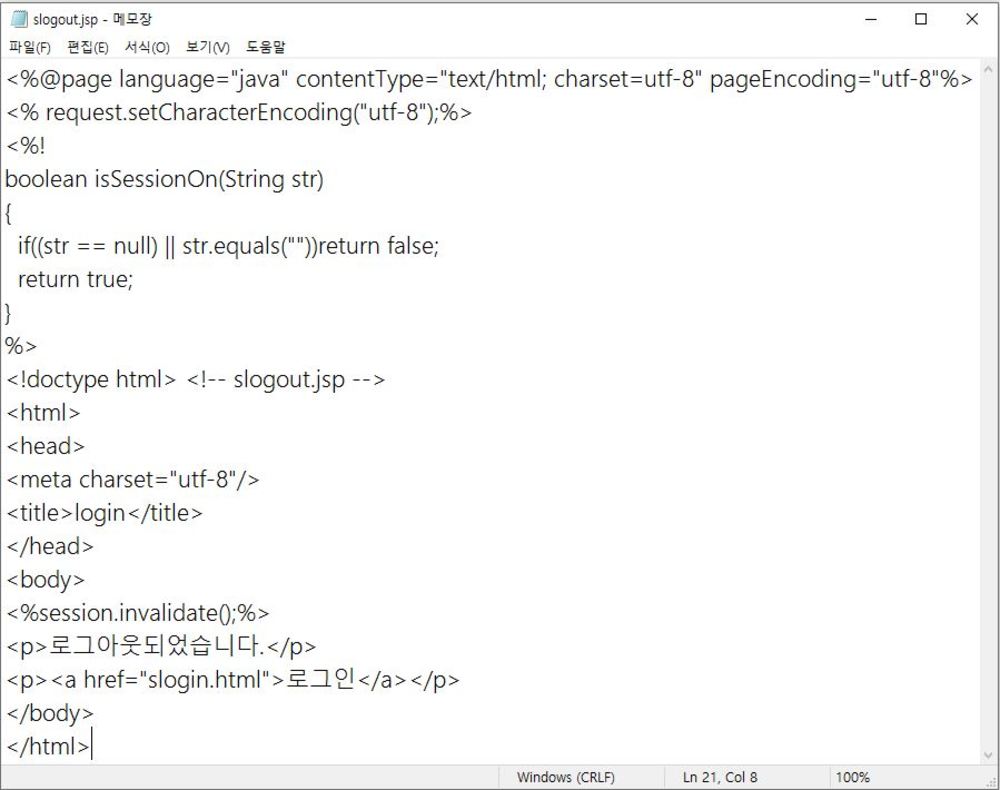 slogout.jsp - 메모장
파일(F) 편집(E) 서식(O) 보기(V) 도움말
<%@page language="java" contentType="text/html; charset=utf-8" pageEncoding="utf-8"%>
<% request.setCharacterEncoding("utf-8");%>
<%!
boolean isSessionOn(String str)
{
  if((str == null) || str.equals(""))return false;
  return true;
}
%>
<!doctype html> <!-- slogout.jsp -->
<html>
<head>
<meta charset="utf-8"/>
<title>login</title>
</head>
<body>
<%session.invalidate();%>
<p>로그아웃되었습니다.</p>
<p><a href="slogin.html">로그인</a></p>
</body>
</html>
Windows (CRLF) Ln 21, Col 8 100%